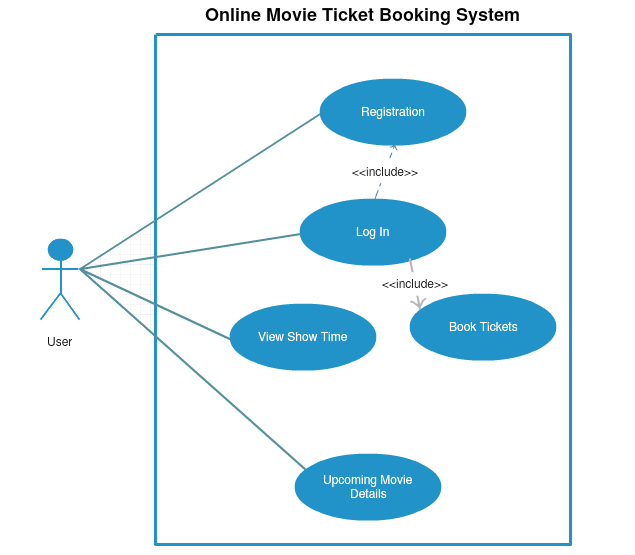 Online Movie Ticket Booking System
Registration
<<include>>
Log In
<<include>>
Book Tickets
View Show Time
User
Upcoming Movie
Details